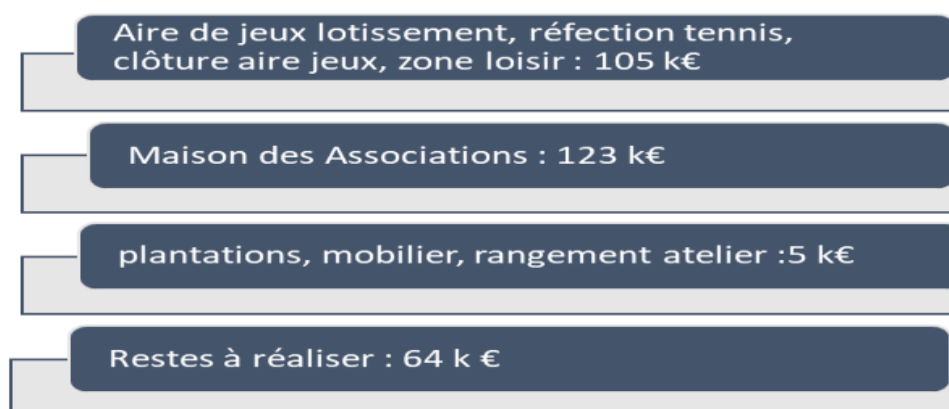 Aire de jeux lotissement, réfection tennis,
clôture aire jeux, zone loisir : 105 k€
Maison des Associations : 123 k€
plantations, mobilier, rangement atelier :5 k€
Restes à réaliser : 64 k €